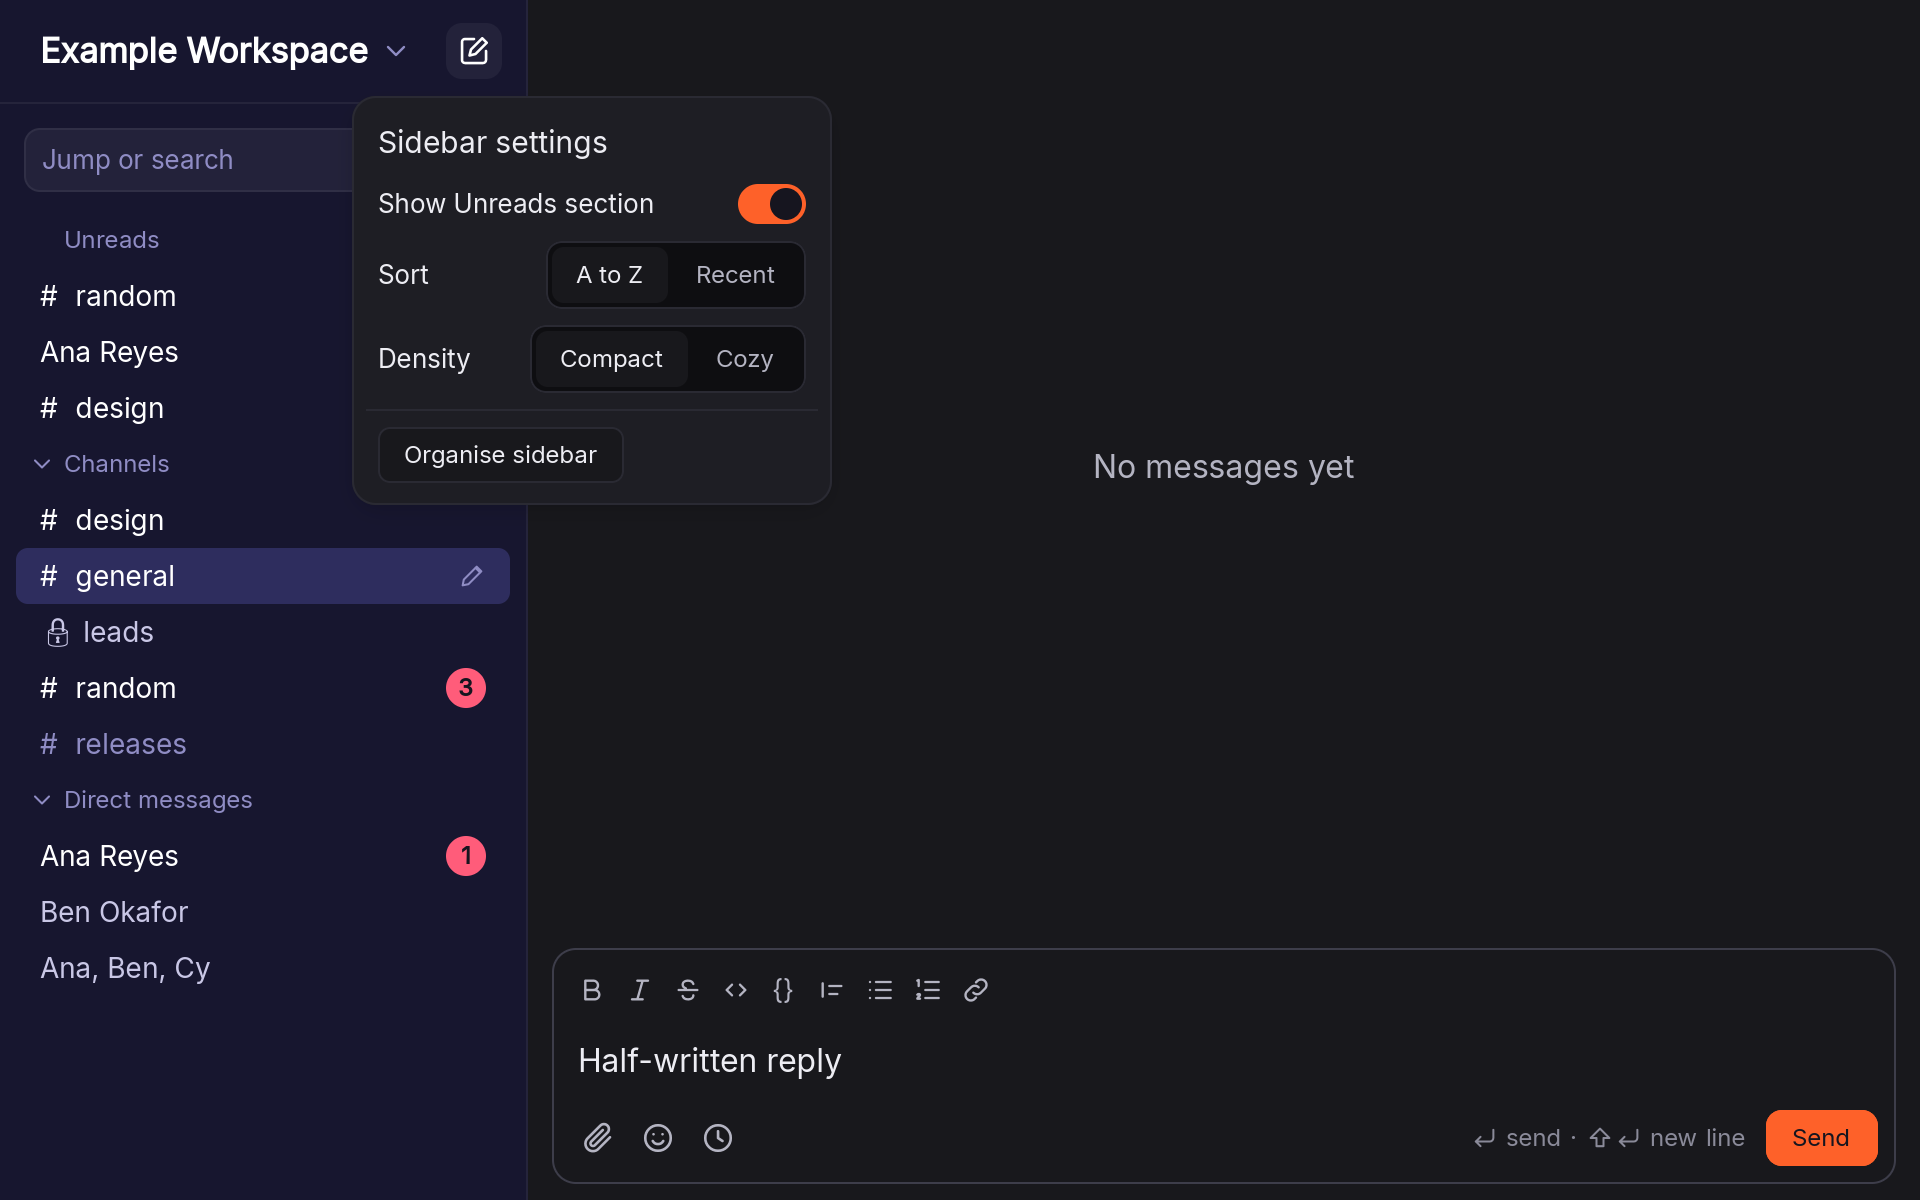 Example Workspace
Jump or search
Unreads
# random
Ana Reyes
# design
Channels
# design
# general
leads
# random 3
# releases
Direct messages
Ana Reyes 1
Ben Okafor
Ana, Ben, Cy
Sidebar settings
Show Unreads section
Sort A to Z Recent
Density Compact Cozy
Organise sidebar
No messages yet
Half-written reply
send · new line Send